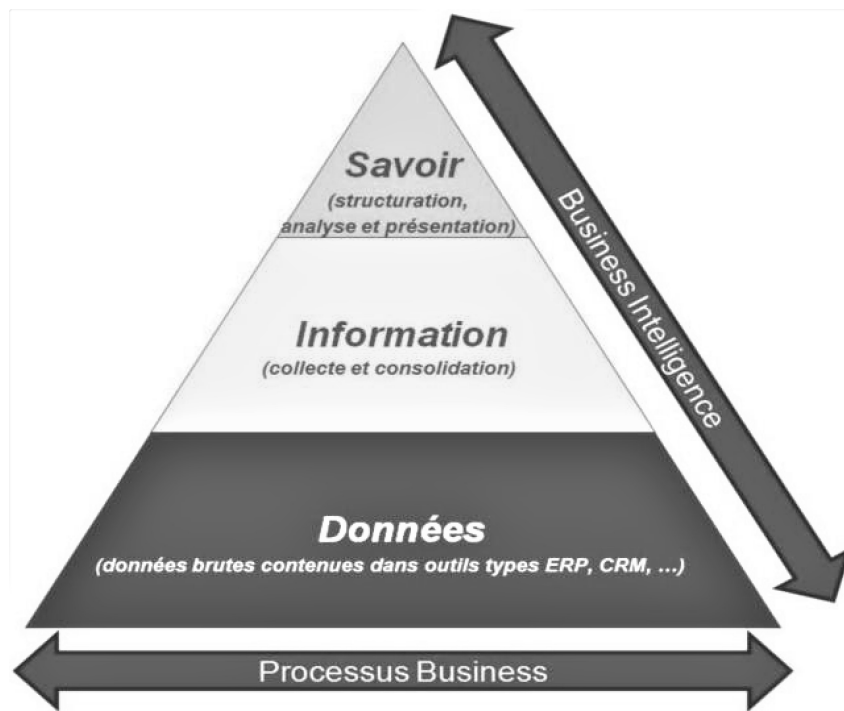 Savoir
(structuration,
analyse et présentation)
Information
(collecte et consolidation)
Données
(données brutes contenues dans outils types ERP, CRM, ...)
Business Intelligence
Processus Business